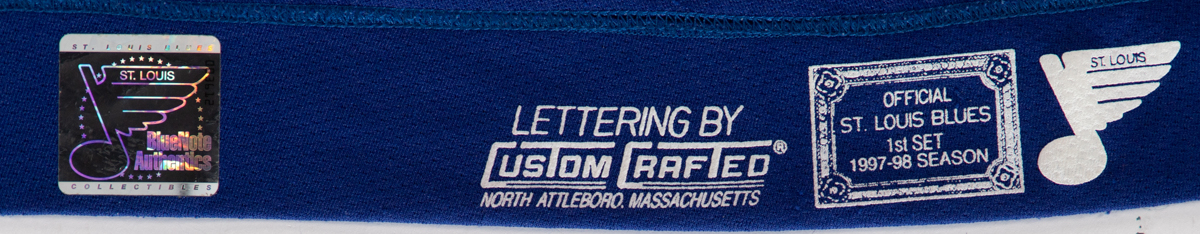 ST. LOUIS BLUES
ST. LOUIS
BlueNote
Authentics
COLLECTIBLES
LETTERING BY
CUSTOM CRAFTED®
NORTH ATTLEBORO, MASSACHUSETTS
OFFICIAL
ST. LOUIS BLUES
1st SET
1997-98 SEASON
ST. LOUIS